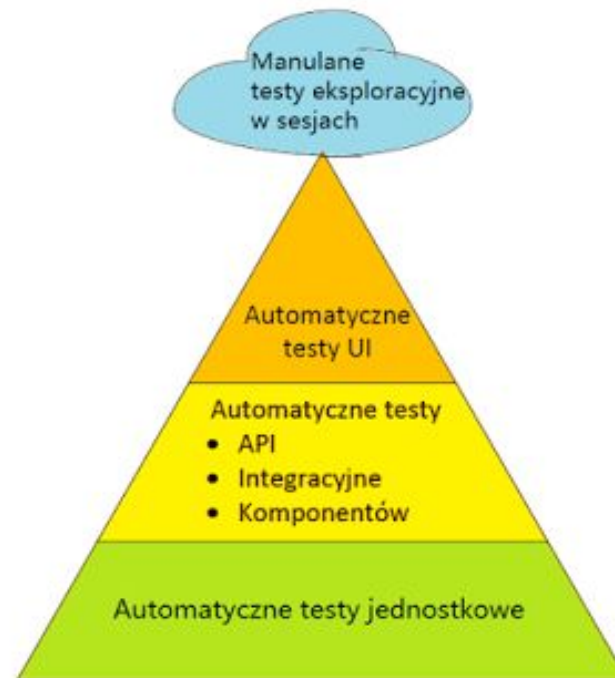 Manulane
testy eksploracyjne
w sesjach
Automatyczne
testy UI
Automatyczne testy
• API
• Integracyjne
• Komponentów
Automatyczne testy jednostkowe